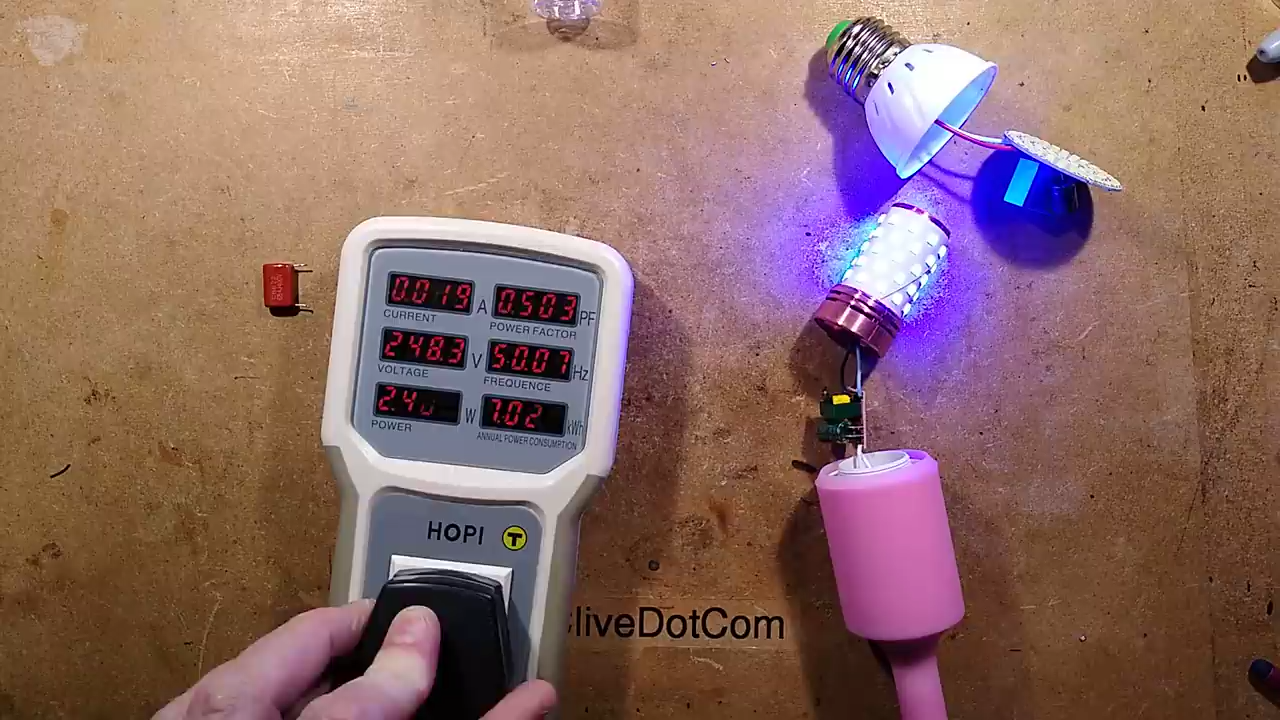 0.019 A 0.503 PF
CURRENT POWER FACTOR
248.3 V 50.07 Hz
VOLTAGE FREQUENCE
W 7.02 kWh
POWER ANNUAL POWER CONSUMPTION
HOPI T
liveDotCom